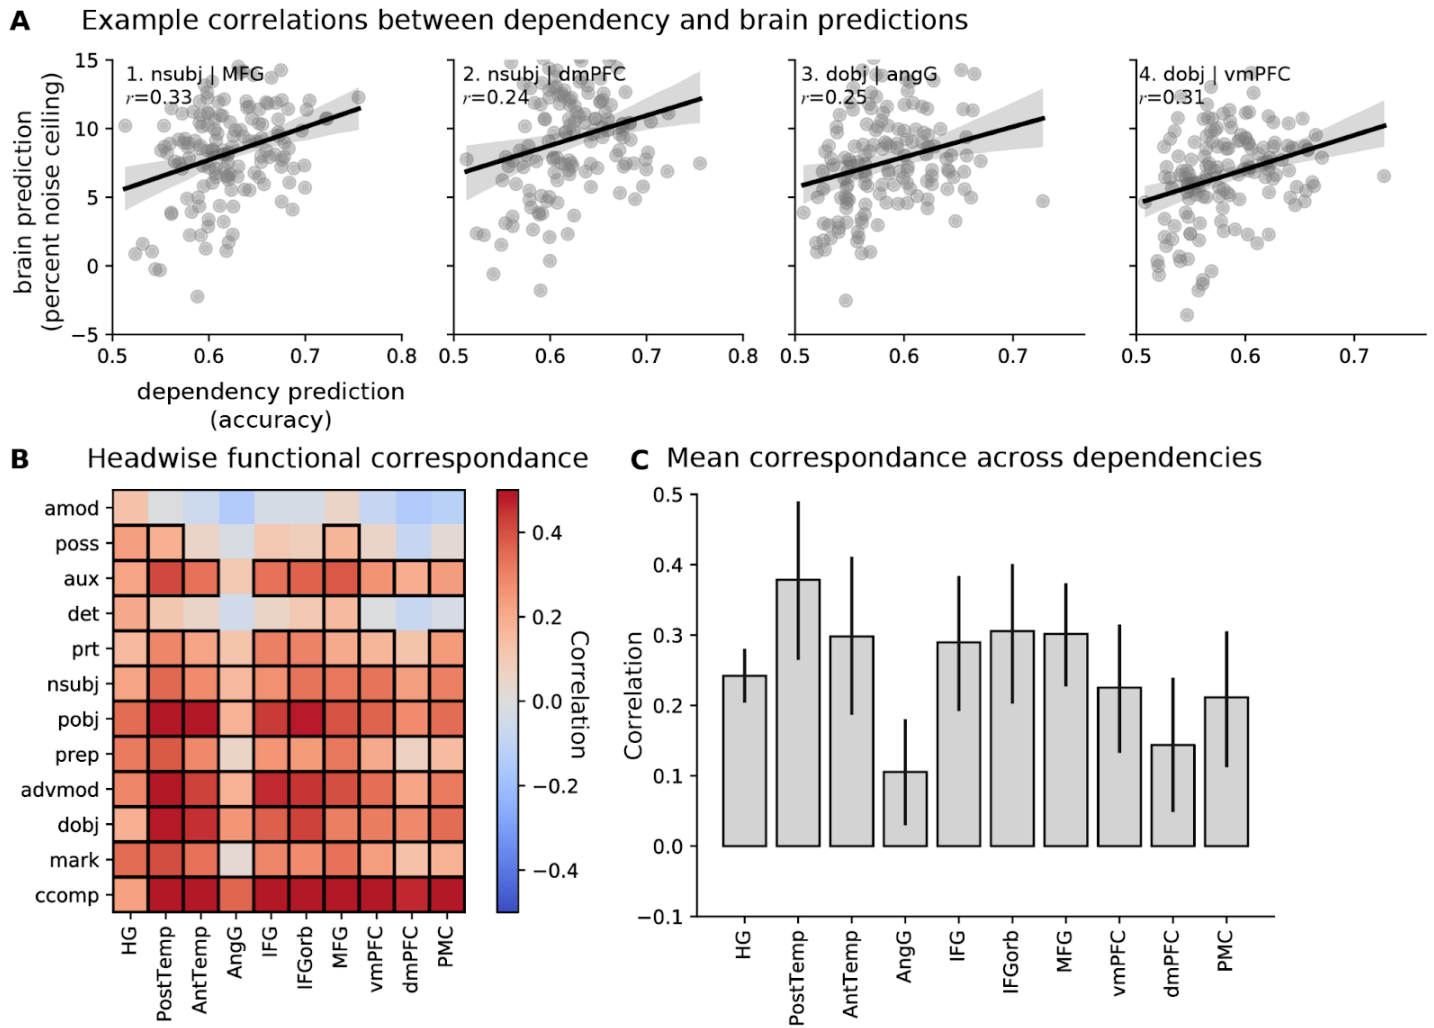 A Example correlations between dependency and brain predictions
brain prediction
(percent noise ceiling)
15
10
5
0
−5
1. nsubj | MFG
r=0.33
2. nsubj | dmPFC
r=0.24
3. dobj | angG
r=0.25
4. dobj | vmPFC
r=0.31
0.5 0.6 0.7 0.8
0.5 0.6 0.7 0.8
0.5 0.6 0.7
0.5 0.6 0.7
dependency prediction
(accuracy)
B Headwise functional correspondance
amod
poss
aux
det
prt
nsubj
pobj
prep
advmod
dobj
mark
ccomp
HG
PostTemp
AntTemp
AngG
IFG
IFGorb
MFG
vmPFC
dmPFC
PMC
0.4
0.2
0.0
−0.2
−0.4
Correlation
C Mean correspondance across dependencies
Correlation
0.5
0.4
0.3
0.2
0.1
0.0
−0.1
HG
PostTemp
AntTemp
AngG
IFG
IFGorb
MFG
vmPFC
dmPFC
PMC